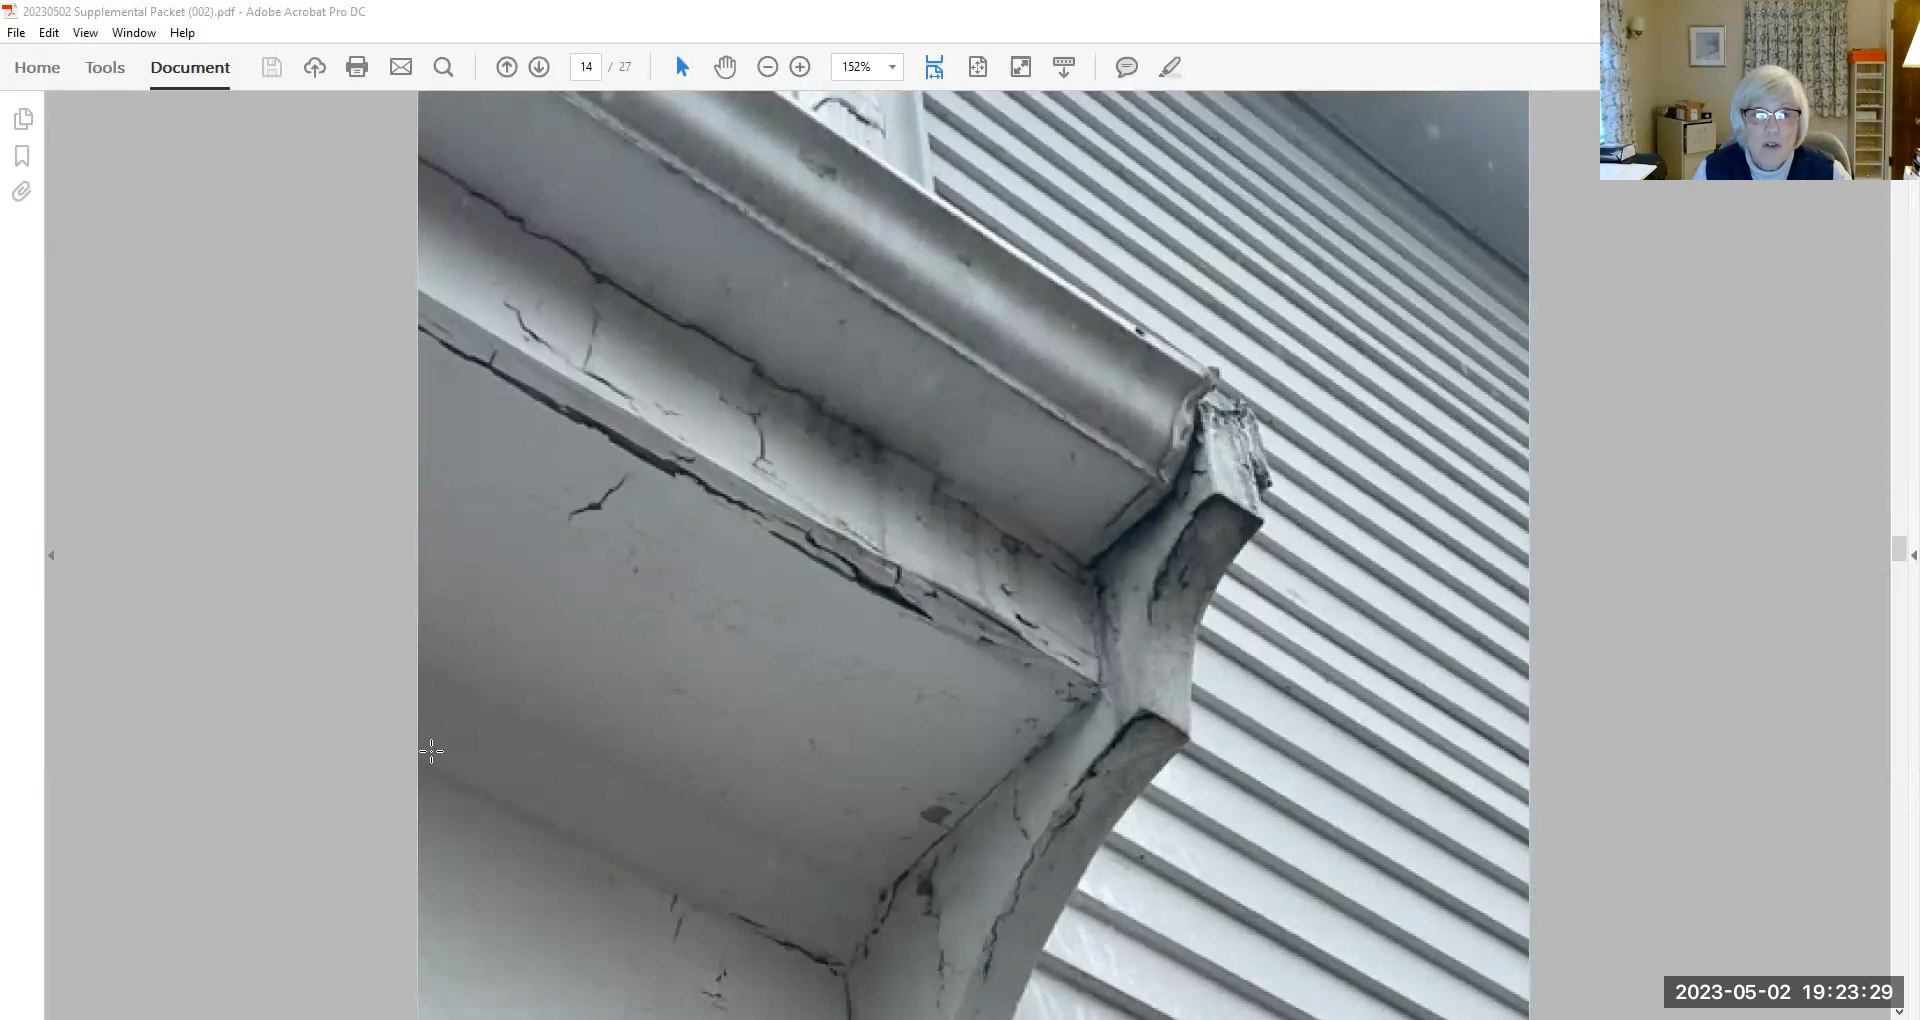 20230502 Supplemental Packet (002).pdf - Adobe Acrobat Pro DC
File Edit View Window Help
Home Tools Document 14 / 27 152%
2023-05-02 19:23:29